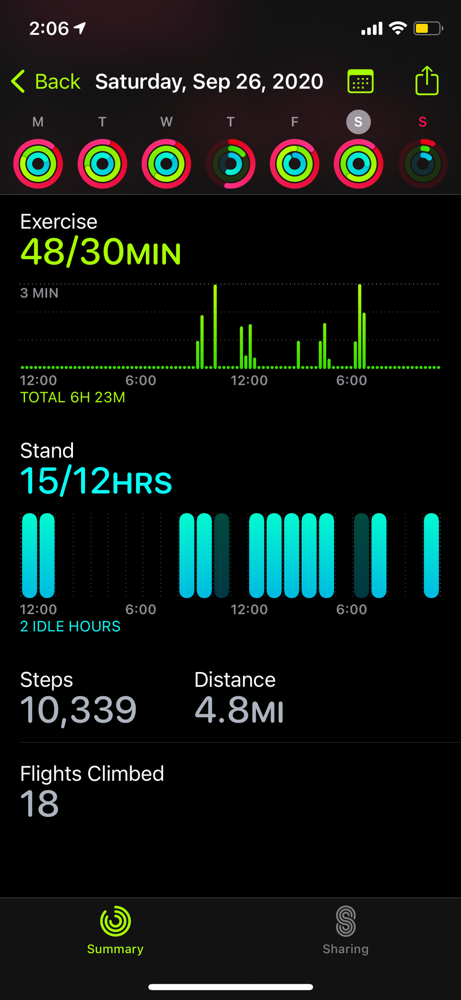 2:06
Back Saturday, Sep 26, 2020
M T W T F S S
Exercise
48/30MIN
3 MIN
12:00 6:00 12:00 6:00
TOTAL 6H 23M
Stand
15/12HRS
12:00 6:00 12:00 6:00
2 IDLE HOURS
Steps Distance
10,339 4.8MI
Flights Climbed
18
Summary Sharing